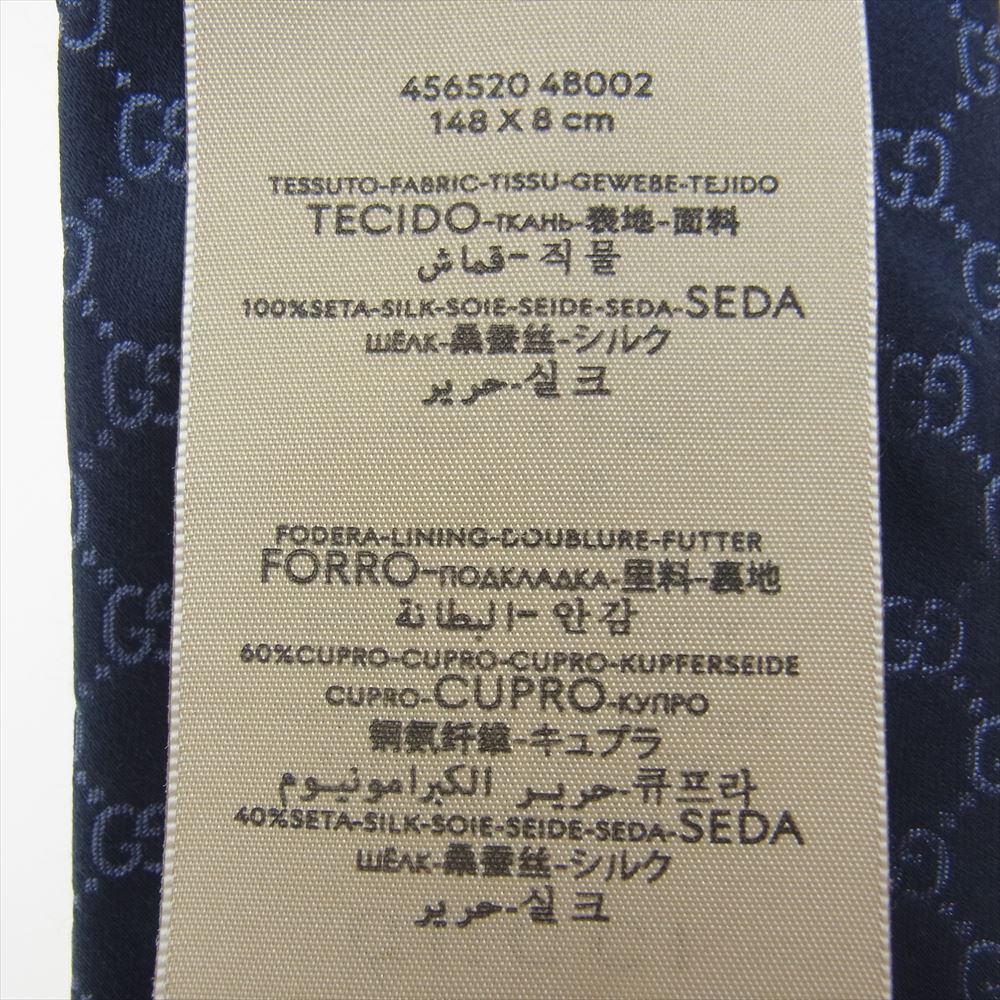 456520 4B002
148 X 8 cm
TESSUTO-FABRIC-TISSU-GEWEBE-TEJIDO
TECIDO-ТКАНЬ-表地-面料
قماش-직물
100%SETA-SILK-SOIE-SEIDE-SEDA-SEDA
ШЁЛК-桑蚕丝-シルク
حرير-실크
FODERA-LINING-DOUBLURE-FUTTER
FORRO-ПОДКЛАДКА-里料-裏地
البطانة-안감
60%CUPRO-CUPRO-CUPRO-KUPFERSEIDE
CUPRO-CUPRO-КУПРО
铜氨纤维-キュプラ
حرير الكبرامونيوم-큐프라
40%SETA-SILK-SOIE-SEIDE-SEDA-SEDA
ШЁЛК-桑蚕丝-シルク
حرير-실크